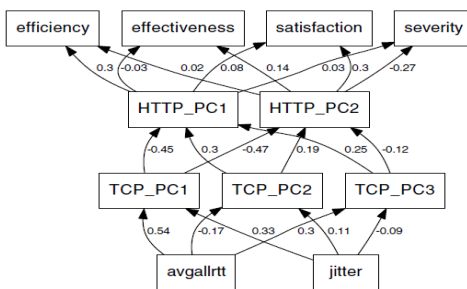 efficiency effectiveness satisfaction severity
0.3 -0.03 0.02 0.08 0.14 0.03 0.3 -0.27
HTTP_PC1 HTTP_PC2
-0.45 0.3 -0.47 0.19 0.25 -0.12
TCP_PC1 TCP_PC2 TCP_PC3
0.54 -0.17 0.33 0.3 0.11 -0.09
avgallrtt jitter